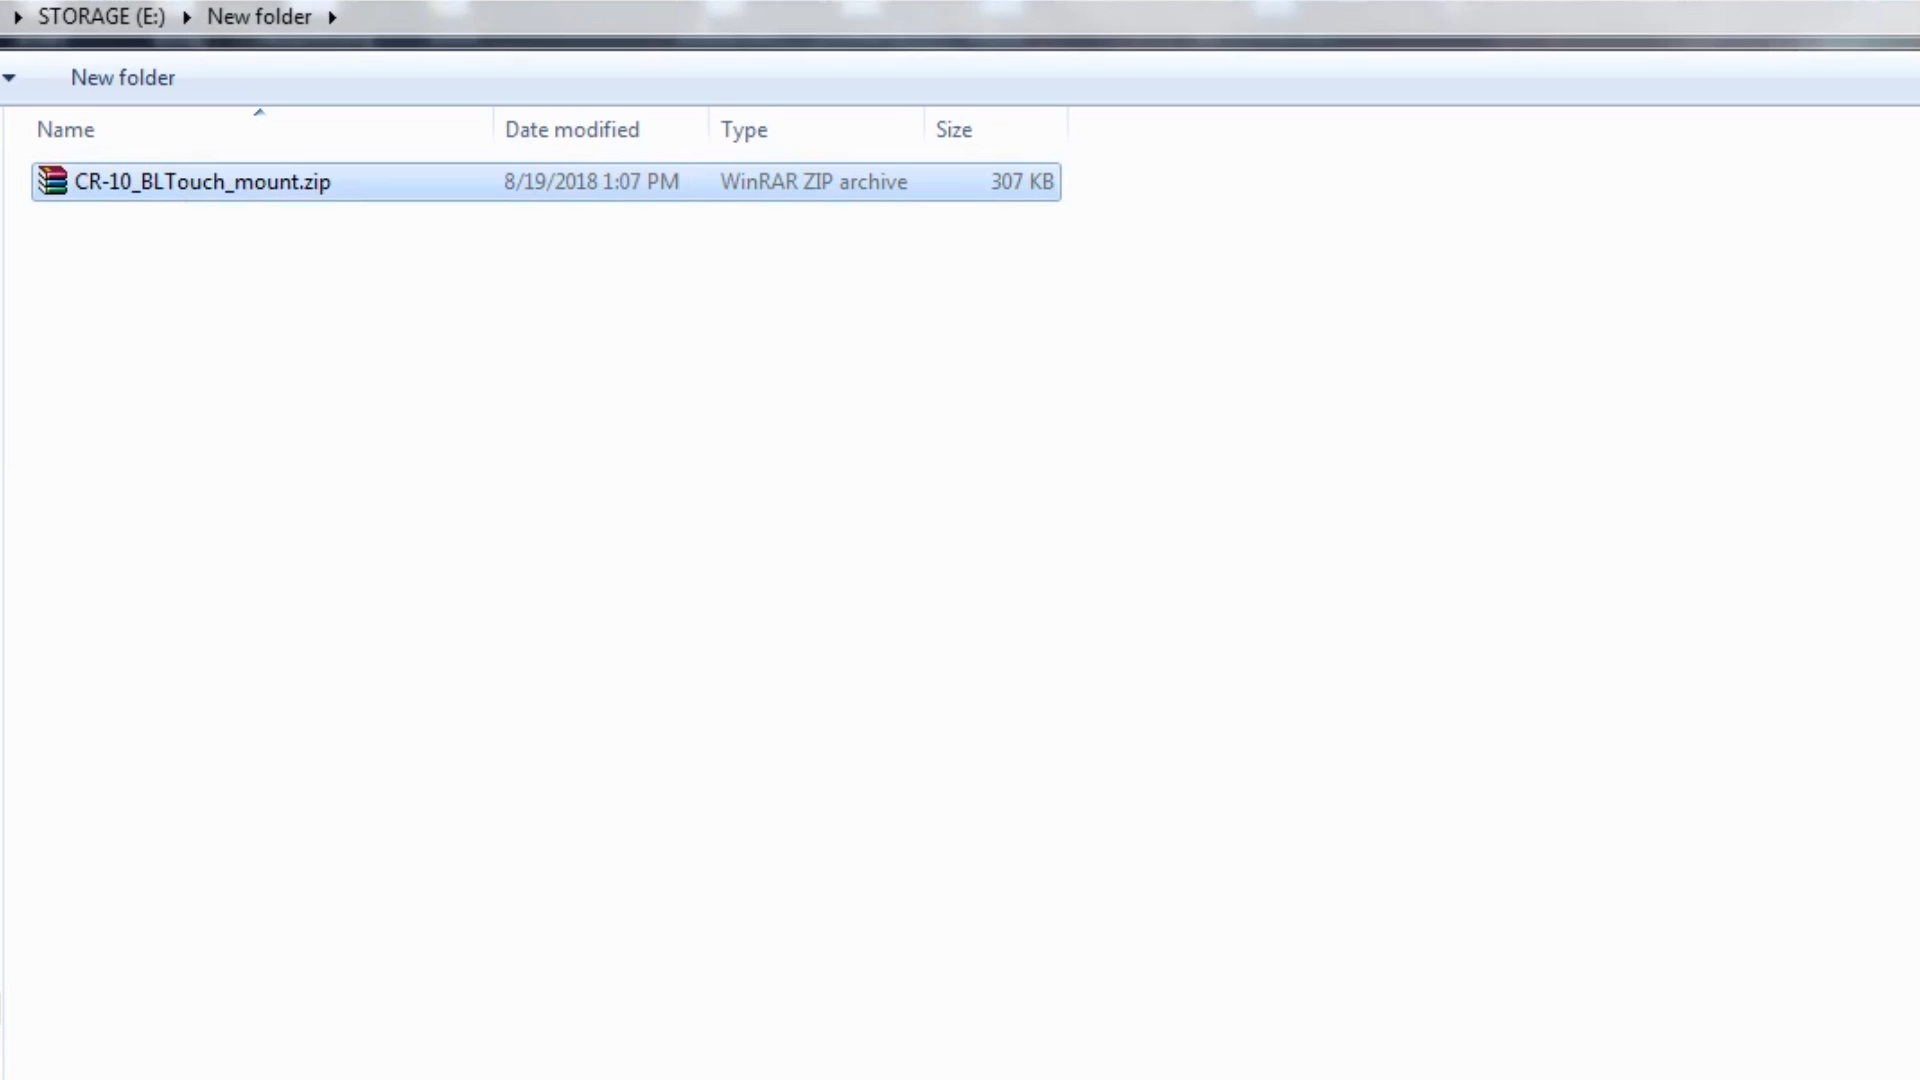 STORAGE (E:) New folder
New folder
Name Date modified Type Size
CR-10_BLTouch_mount.zip 8/19/2018 1:07 PM WinRAR ZIP archive 307 KB